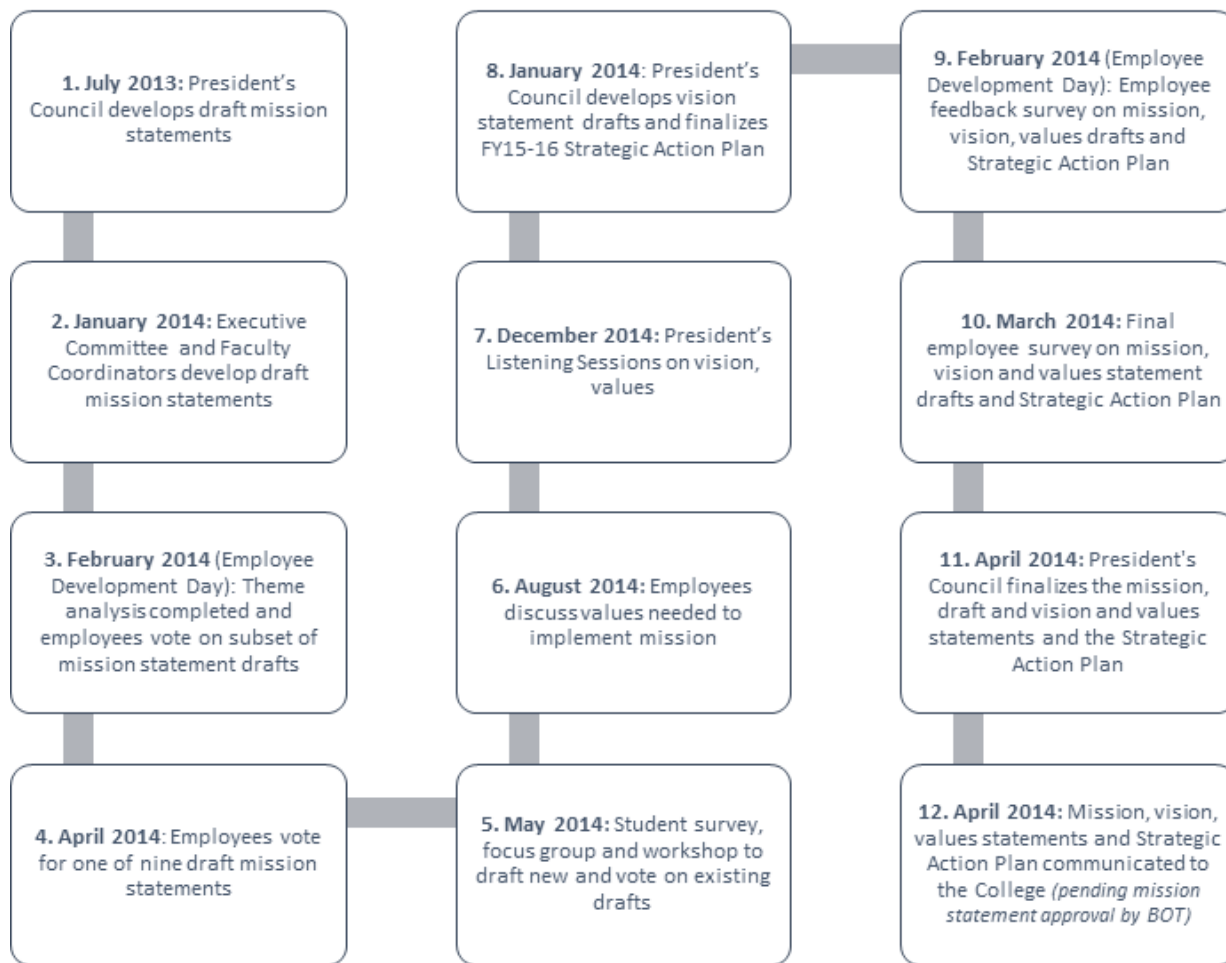 1. July 2013: President's
Council develops draft mission
statements
2. January 2014: Executive
Committee and Faculty
Coordinators develop draft
mission statements
3. February 2014 (Employee
Development Day): Theme
analysis completed and
employees vote on subset of
mission statement drafts
4. April 2014: Employees vote
for one of nine draft mission
statements
5. May 2014: Student survey,
focus group and workshop to
draft new and vote on existing
drafts
6. August 2014: Employees
discuss values needed to
implement mission
7. December 2014: President's
Listening Sessions on vision,
values
8. January 2014: President's
Council develops vision
statement drafts and finalizes
FY15-16 Strategic Action Plan
9. February 2014 (Employee
Development Day): Employee
feedback survey on mission,
vision, values drafts and
Strategic Action Plan
10. March 2014: Final
employee survey on mission,
vision and values statement
drafts and Strategic Action Plan
11. April 2014: President's
Council finalizes the mission,
draft and vision and values
statements and the Strategic
Action Plan
12. April 2014: Mission, vision,
values statements and Strategic
Action Plan communicated to
the College (pending mission
statement approval by BOT)